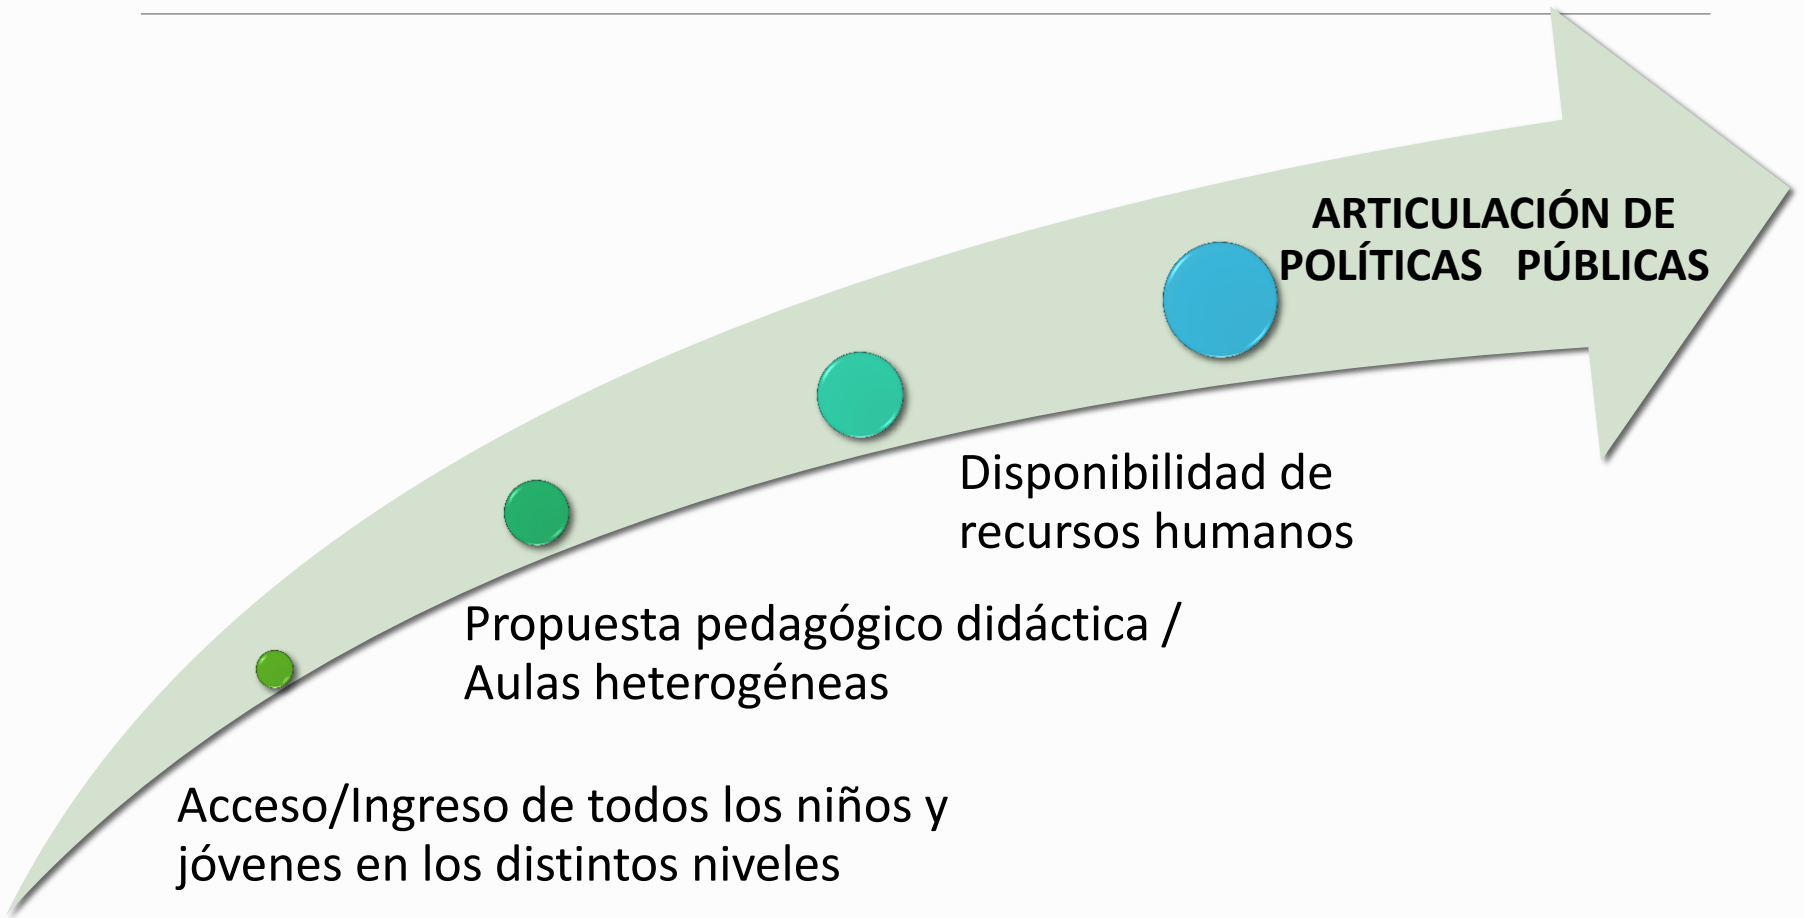 ARTICULACIÓN DE
POLÍTICAS PÚBLICAS
Disponibilidad de
recursos humanos
Propuesta pedagógico didáctica /
Aulas heterogéneas
Acceso/Ingreso de todos los niños y
jóvenes en los distintos niveles